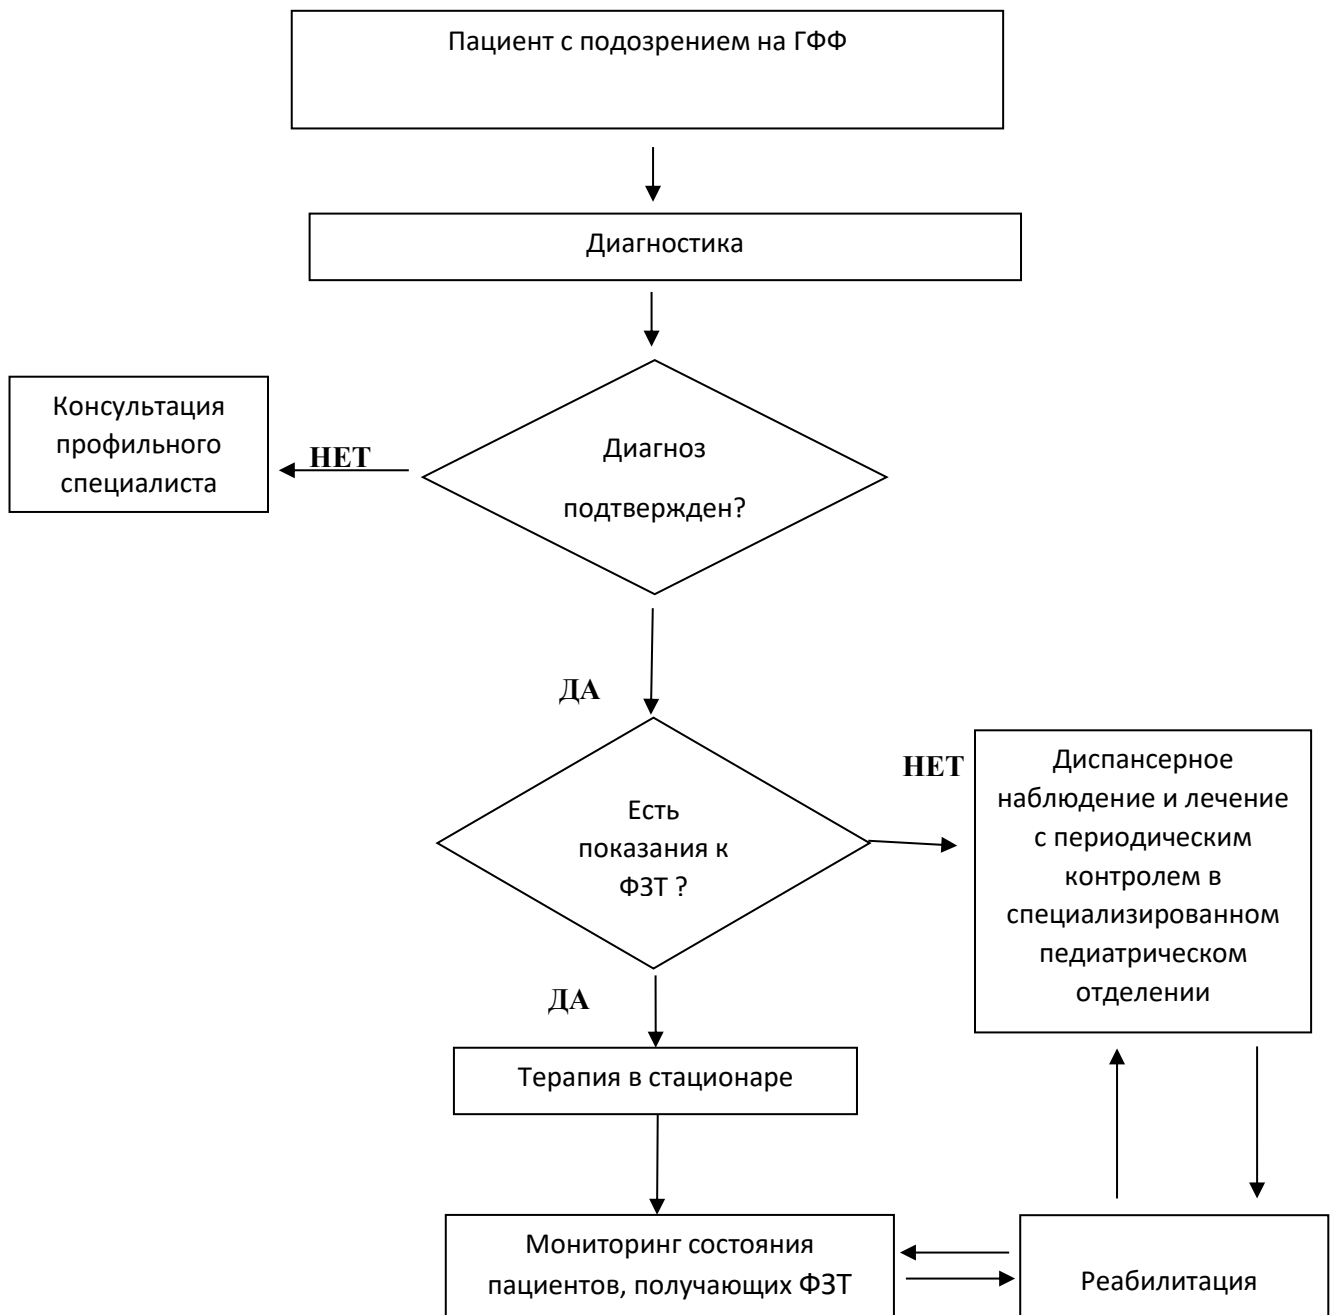 Пациент с подозрением на ГФФ
Диагностика
Консультация
профильного
специалиста
НЕТ
Диагноз
подтвержден?
ДА
Есть
показания к
ФЗТ ?
НЕТ
Диспансерное
наблюдение и лечение
с периодическим
контролем в
специализированном
педиатрическом
отделении
ДА
Терапия в стационаре
Мониторинг состояния
пациентов, получающих ФЗТ
Реабилитация